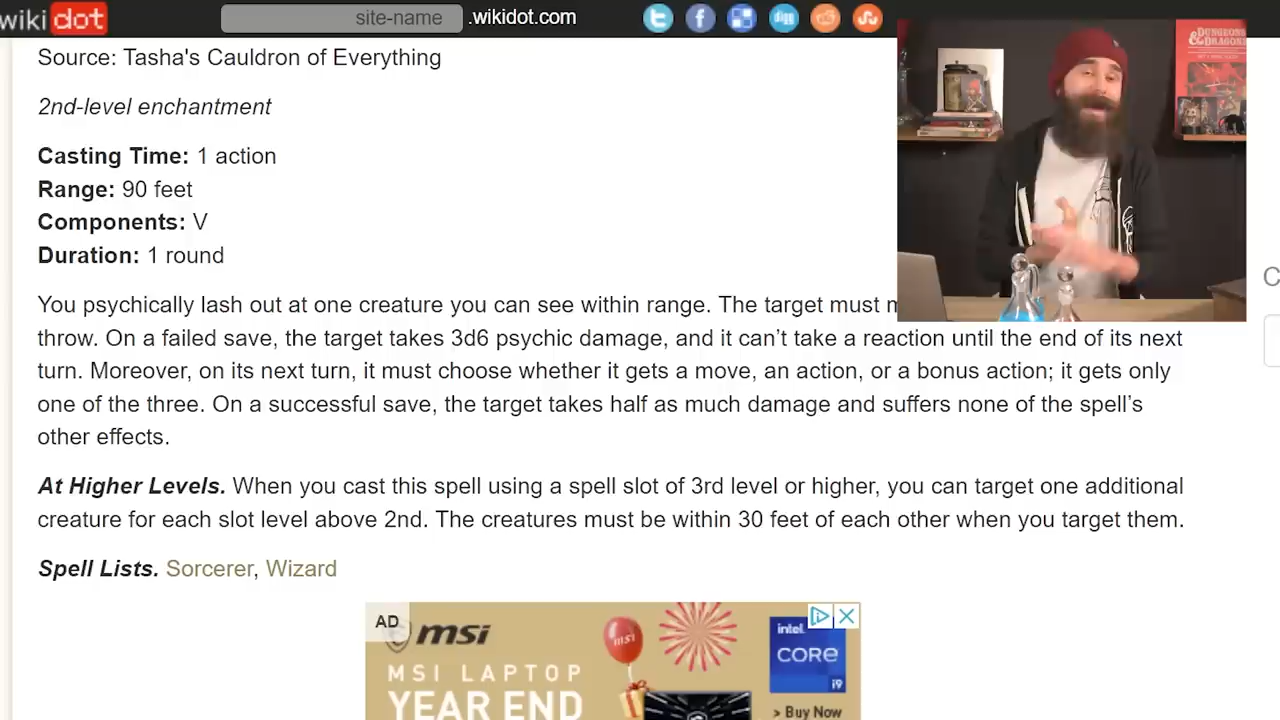 wikidot
site-name .wikidot.com
digg
Source: Tasha's Cauldron of Everything
DUNGEONS
& DRAGONS
2nd-level enchantment
Casting Time: 1 action
Range: 90 feet
Components: V
Duration: 1 round
You psychically lash out at one creature you can see within range. The target must
throw. On a failed save, the target takes 3d6 psychic damage, and it can’t take a reaction until the end of its next
turn. Moreover, on its next turn, it must choose whether it gets a move, an action, or a bonus action; it gets only
one of the three. On a successful save, the target takes half as much damage and suffers none of the spell’s
other effects.
At Higher Levels. When you cast this spell using a spell slot of 3rd level or higher, you can target one additional
creature for each slot level above 2nd. The creatures must be within 30 feet of each other when you target them.
Spell Lists. Sorcerer, Wizard
AD
msi
MSI LAPTOP
YEAR END
msi
intel.
CORE
i9
> Buy Now